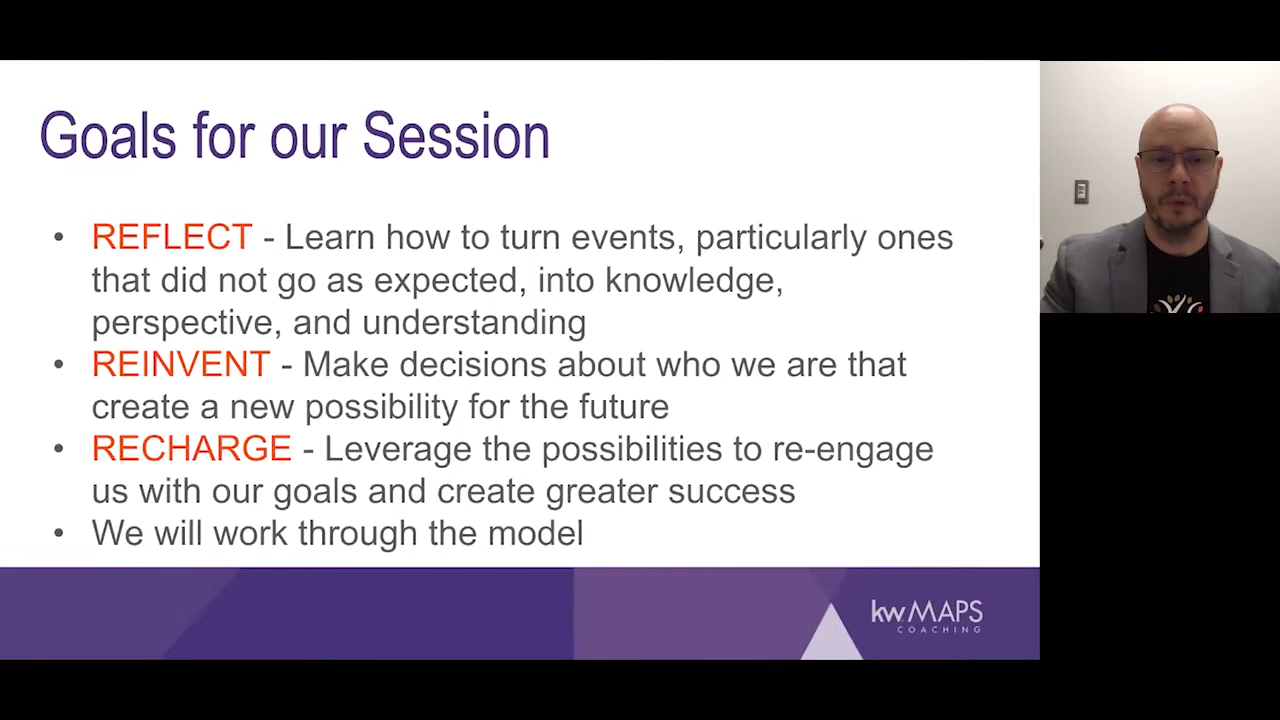 Goals for our Session
• REFLECT - Learn how to turn events, particularly ones
that did not go as expected, into knowledge,
perspective, and understanding
• REINVENT - Make decisions about who we are that
create a new possibility for the future
• RECHARGE - Leverage the possibilities to re-engage
us with our goals and create greater success
• We will work through the model
kwMAPS
COACHING